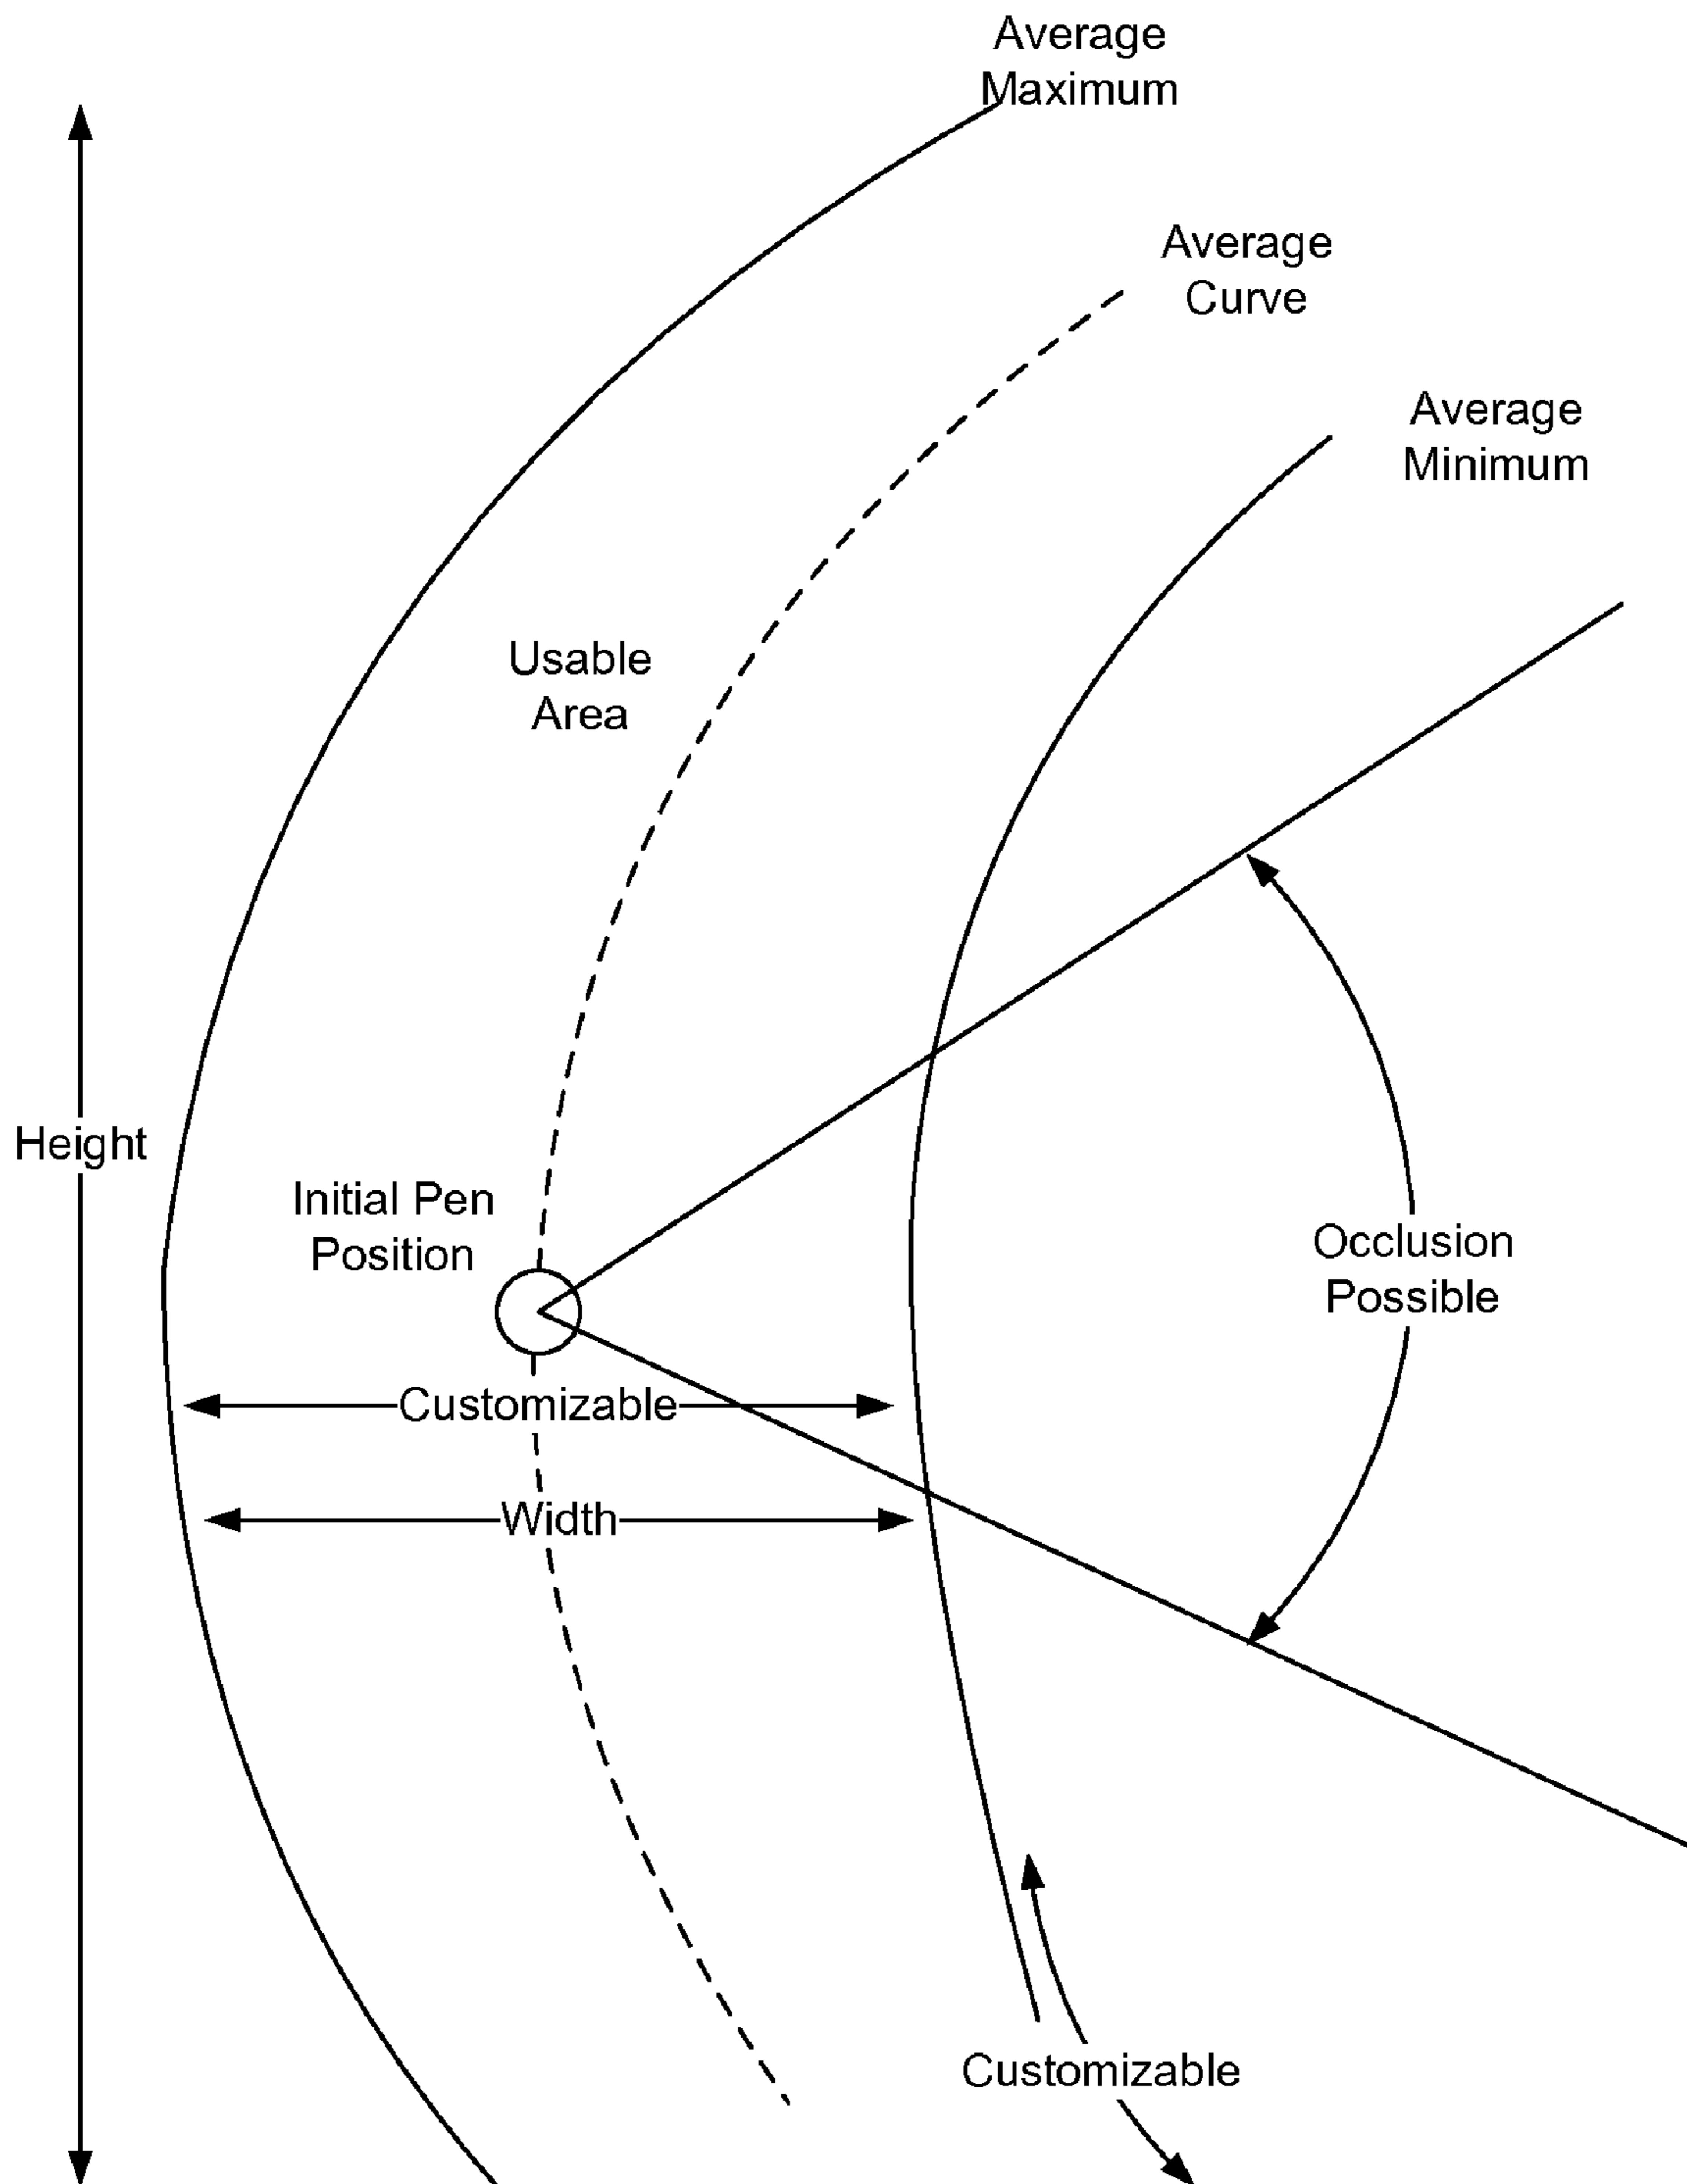 Average
Maximum
Average
Curve
Average
Minimum
Usable
Area
Height
Initial Pen
Position
Occlusion
Possible
Customizable
Width
Customizable